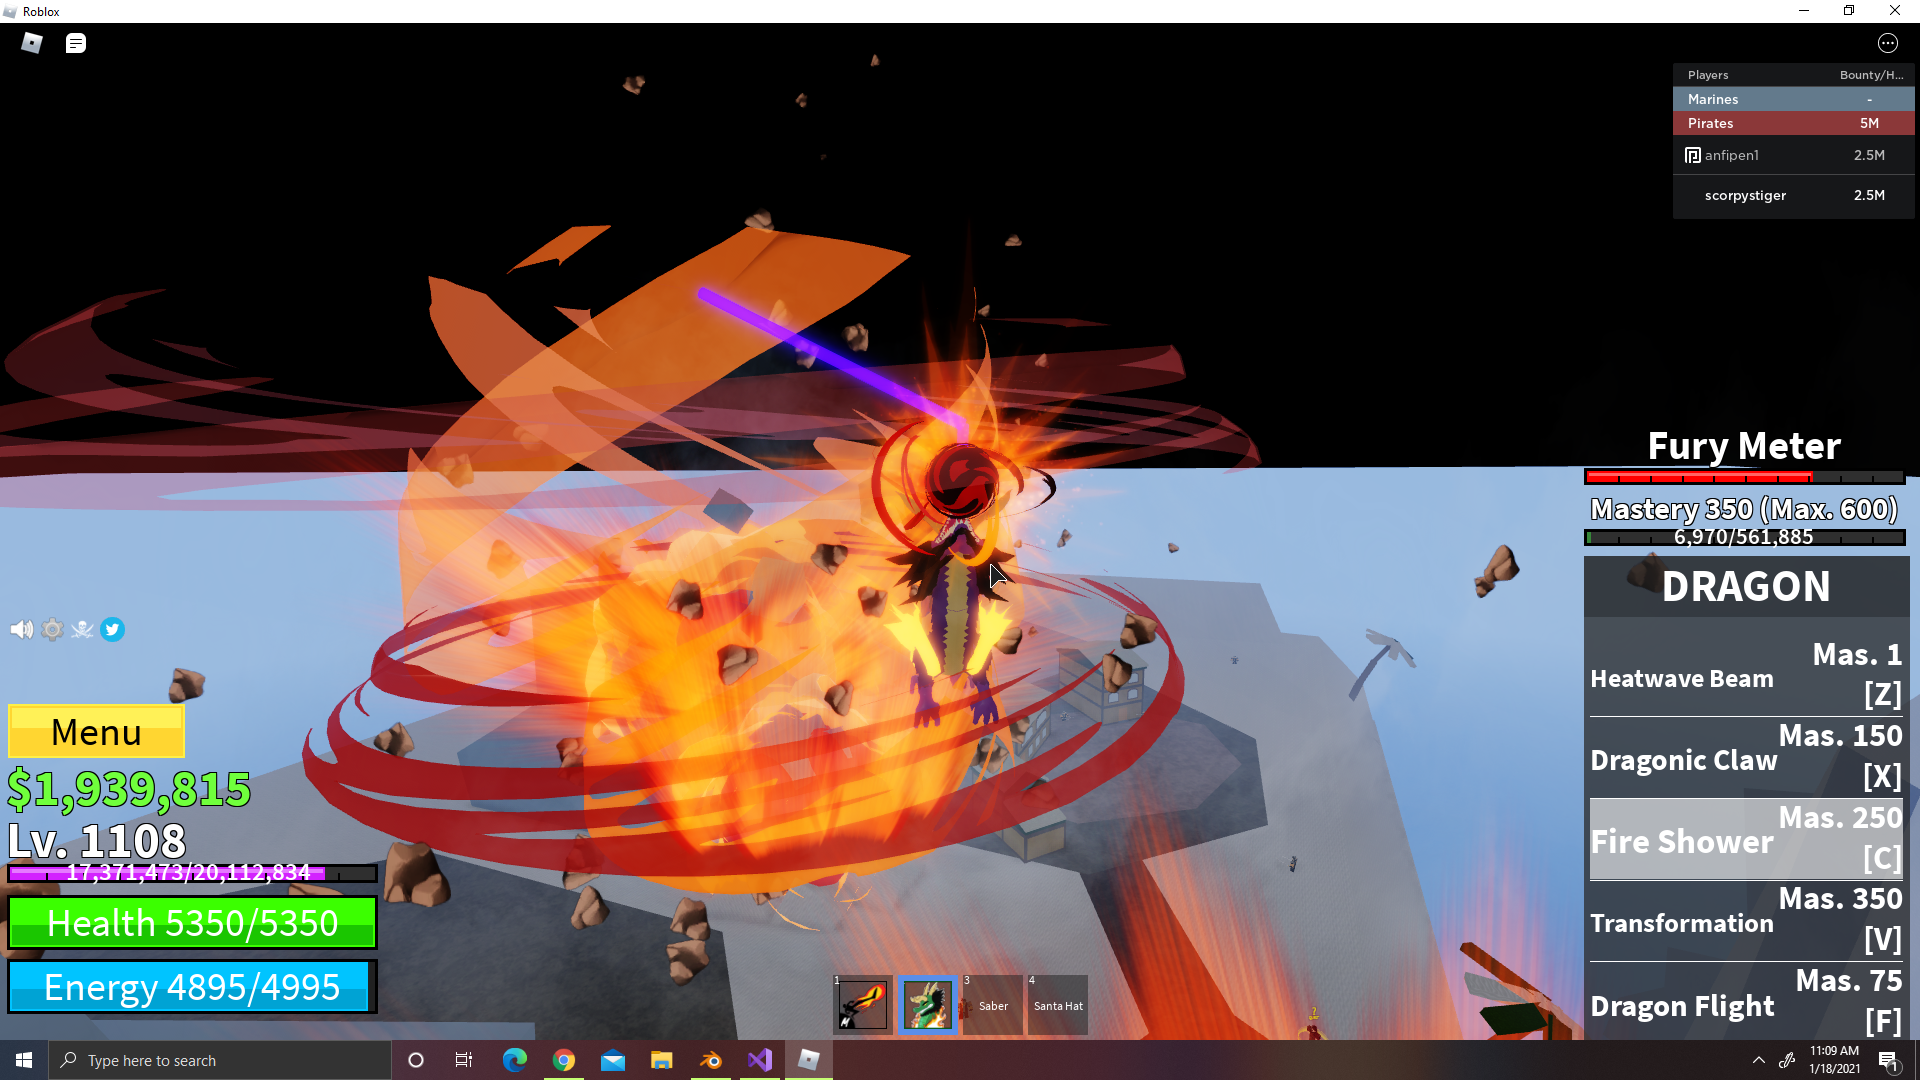 Roblox
Players Bounty/H...
Marines -
Pirates 5M
anfipen1 2.5M
scorpystiger 2.5M
Fury Meter
Mastery 350 (Max. 600)
6,970/561,885
DRAGON
Mas. 1
Heatwave Beam
[Z]
Mas. 150
Dragonic Claw
[X]
Mas. 250
Fire Shower
[C]
Mas. 350
Transformation
[V]
Mas. 75
Dragon Flight
[F]
Menu
$1,939,815
Lv. 1108
17,371,473/20,112,834
Health 5350/5350
Energy 4895/4995
1
3
Saber
4
Santa Hat
Type here to search
11:09 AM
1/18/2021
1